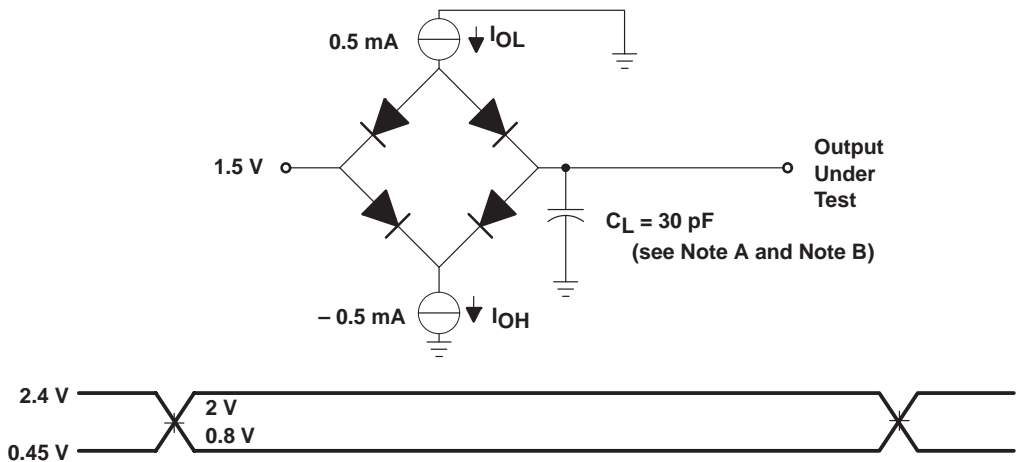 0.5 mA
IOL
1.5 V
Output
Under
Test
CL = 30 pF
(see Note A and Note B)
– 0.5 mA
IOH
2.4 V
2 V
0.8 V
0.45 V